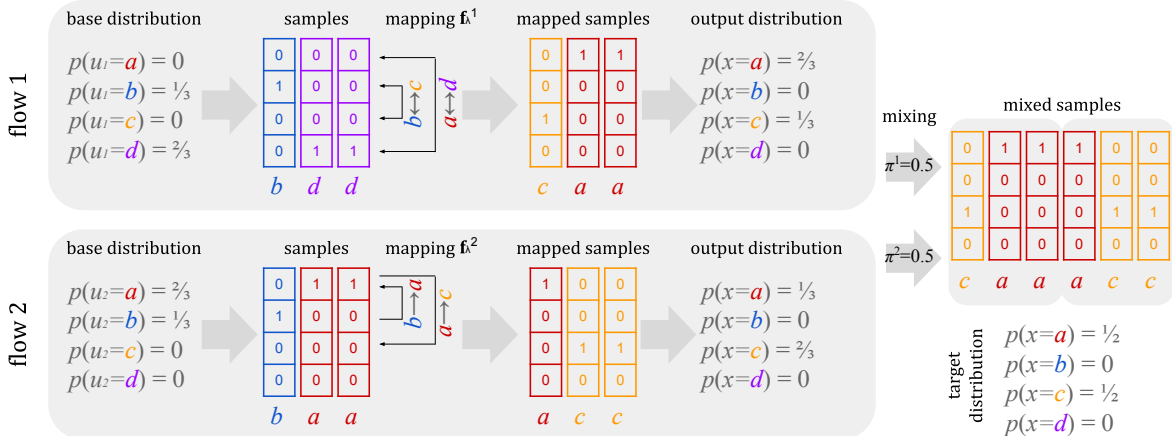 flow 1
base distribution
p(u₁=a) = 0
p(u₁=b) = ⅓
p(u₁=c) = 0
p(u₁=d) = ⅔
samples
0 0 0
1 0 0
0 0 0
0 1 1
b d d
mapping fλ¹
b↔c
a↔d
mapped samples
0 1 1
0 0 0
1 0 0
0 0 0
c a a
output distribution
p(x=a) = ⅔
p(x=b) = 0
p(x=c) = ⅓
p(x=d) = 0
flow 2
base distribution
p(u₂=a) = ⅔
p(u₂=b) = ⅓
p(u₂=c) = 0
p(u₂=d) = 0
samples
0 1 1
1 0 0
0 0 0
0 0 0
b a a
mapping fλ²
b→a
a→c
mapped samples
1 0 0
0 0 0
0 1 1
0 0 0
a c c
output distribution
p(x=a) = ⅓
p(x=b) = 0
p(x=c) = ⅔
p(x=d) = 0
mixing
π¹=0.5
π²=0.5
mixed samples
0 1 1 1 0 0
0 0 0 0 0 0
1 0 0 0 1 1
0 0 0 0 0 0
c a a a c c
target
distribution
p(x=a) = ½
p(x=b) = 0
p(x=c) = ½
p(x=d) = 0